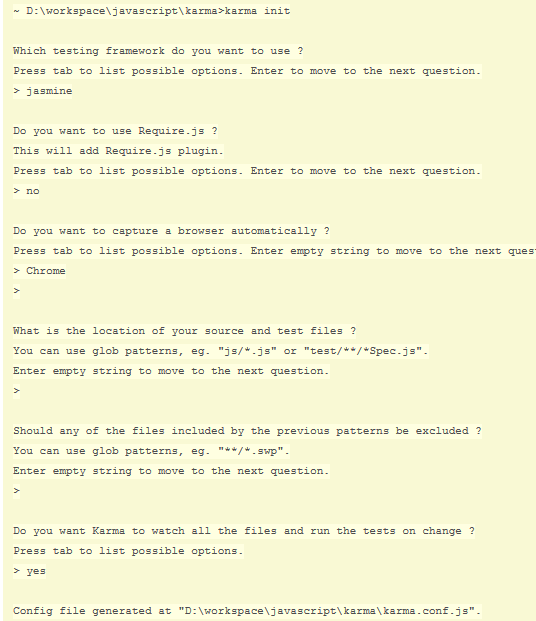 ~ D:\workspace\javascript\karma>karma init
Which testing framework do you want to use ?
Press tab to list possible options. Enter to move to the next question.
> jasmine
Do you want to use Require.js ?
This will add Require.js plugin.
Press tab to list possible options. Enter to move to the next question.
> no
Do you want to capture a browser automatically ?
Press tab to list possible options. Enter empty string to move to the next ques
> Chrome
>
What is the location of your source and test files ?
You can use glob patterns, eg. "js/*.js" or "test/**/*Spec.js".
Enter empty string to move to the next question.
>
Should any of the files included by the previous patterns be excluded ?
You can use glob patterns, eg. "**/*.swp".
Enter empty string to move to the next question.
>
Do you want Karma to watch all the files and run the tests on change ?
Press tab to list possible options.
> yes
Config file generated at "D:\workspace\javascript\karma\karma.conf.js".